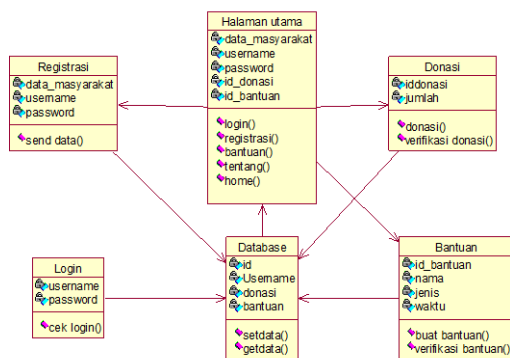 Halaman utama
data_masyarakat
username
password
id_donasi
id_bantuan
login()
registrasi()
bantuan()
tentang()
home()
Registrasi
data_masyarakat
username
password
send data()
Donasi
iddonasi
jumlah
donasi()
verifikasi donasi()
Database
id
Username
donasi
bantuan
setdata()
getdata()
Login
username
password
cek login()
Bantuan
id_bantuan
nama
jenis
waktu
buat bantuan()
verifikasi bantuan()